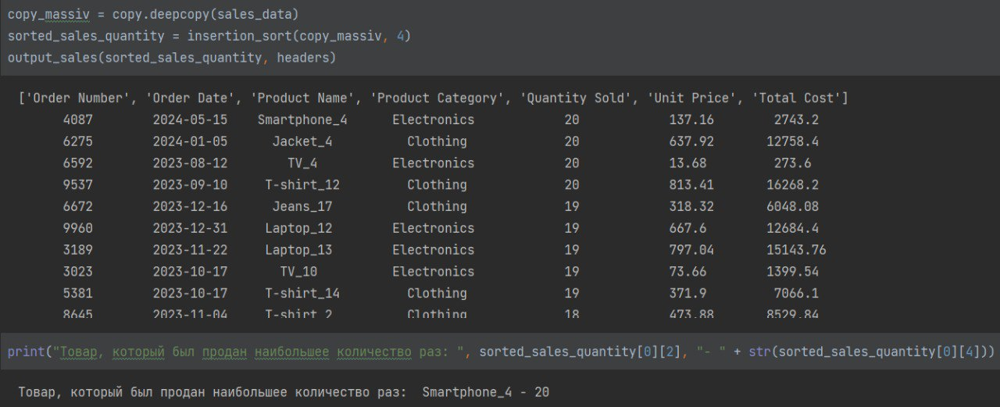 copy_massiv = copy.deepcopy(sales_data)
sorted_sales_quantity = insertion_sort(copy_massiv, 4)
output_sales(sorted_sales_quantity, headers)
['Order Number', 'Order Date', 'Product Name', 'Product Category', 'Quantity Sold', 'Unit Price', 'Total Cost']
4087 2024-05-15 Smartphone_4 Electronics 20 137.16 2743.2
6275 2024-01-05 Jacket_4 Clothing 20 637.92 12758.4
6592 2023-08-12 TV_4 Electronics 20 13.68 273.6
9537 2023-09-10 T-shirt_12 Clothing 20 813.41 16268.2
6672 2023-12-16 Jeans_17 Clothing 19 318.32 6048.08
9960 2023-12-31 Laptop_12 Electronics 19 667.6 12684.4
3189 2023-11-22 Laptop_13 Electronics 19 797.04 15143.76
3023 2023-10-17 TV_10 Electronics 19 73.66 1399.54
5381 2023-10-17 T-shirt_14 Clothing 19 371.9 7066.1
8645 2023-11-04 T-shirt_2 Clothing 18 473.88 8529.84
print("Товар, который был продан наибольшее количество раз: ", sorted_sales_quantity[0][2], "- " + str(sorted_sales_quantity[0][4]))
Товар, который был продан наибольшее количество раз:  Smartphone_4 - 20